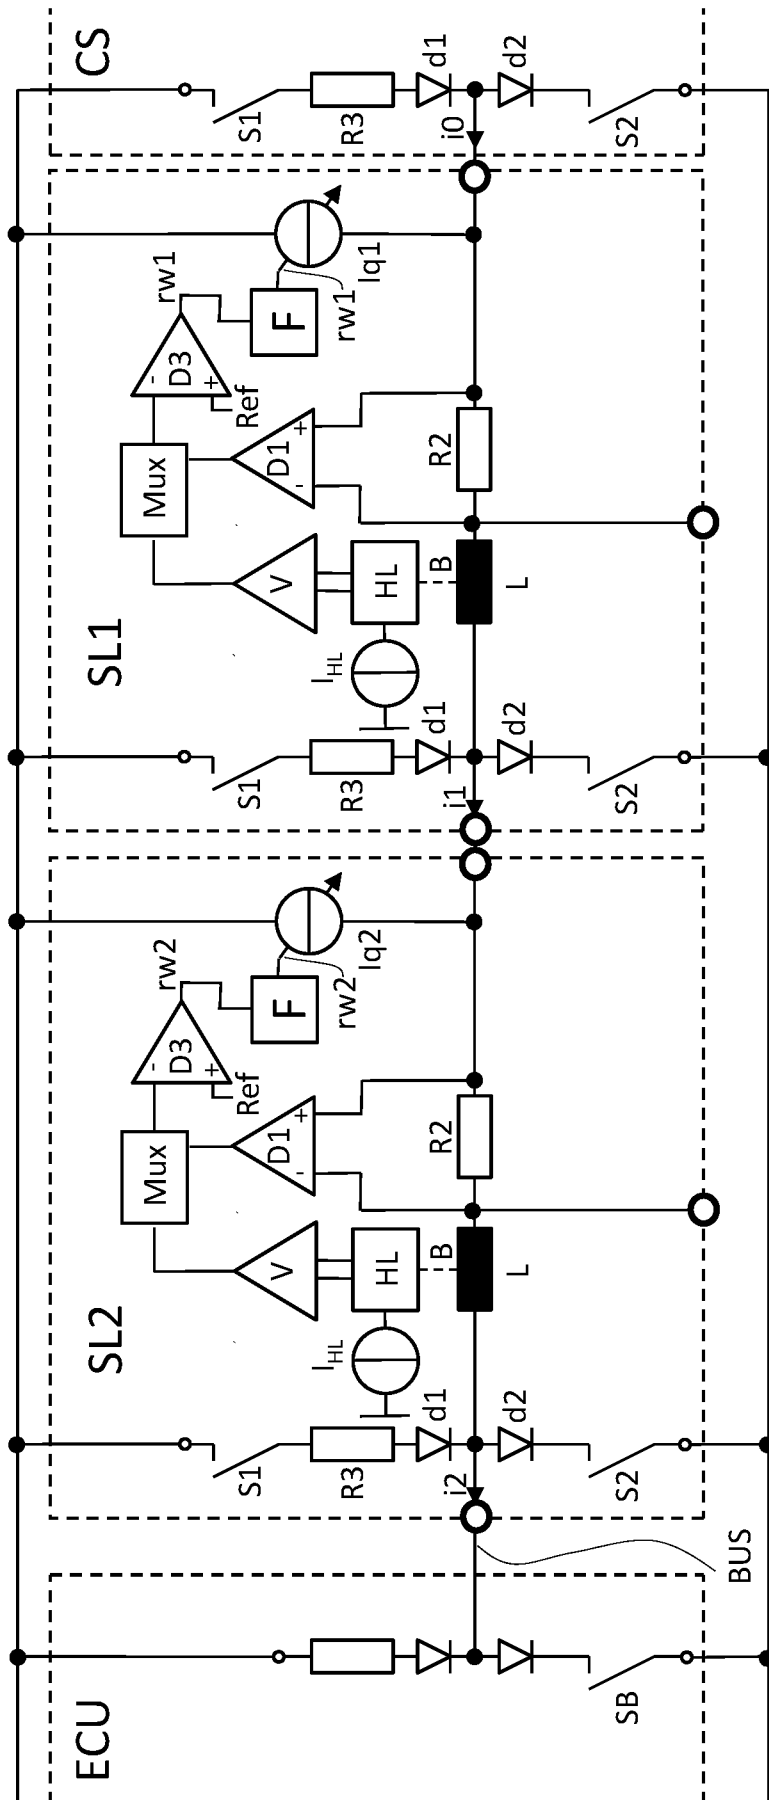 ECU
SB
BUS
SL2
Mux
-
D3
+
Ref
rw2
F
rw2
Iq2
V
D1
-
+
IHL
HL
B
L
R2
S1
R3
d1
i2
d2
S2
SL1
Mux
-
D3
+
Ref
rw1
F
rw1
Iq1
V
D1
-
+
IHL
HL
B
L
R2
S1
R3
d1
i1
d2
S2
CS
S1
R3
d1
i0
d2
S2